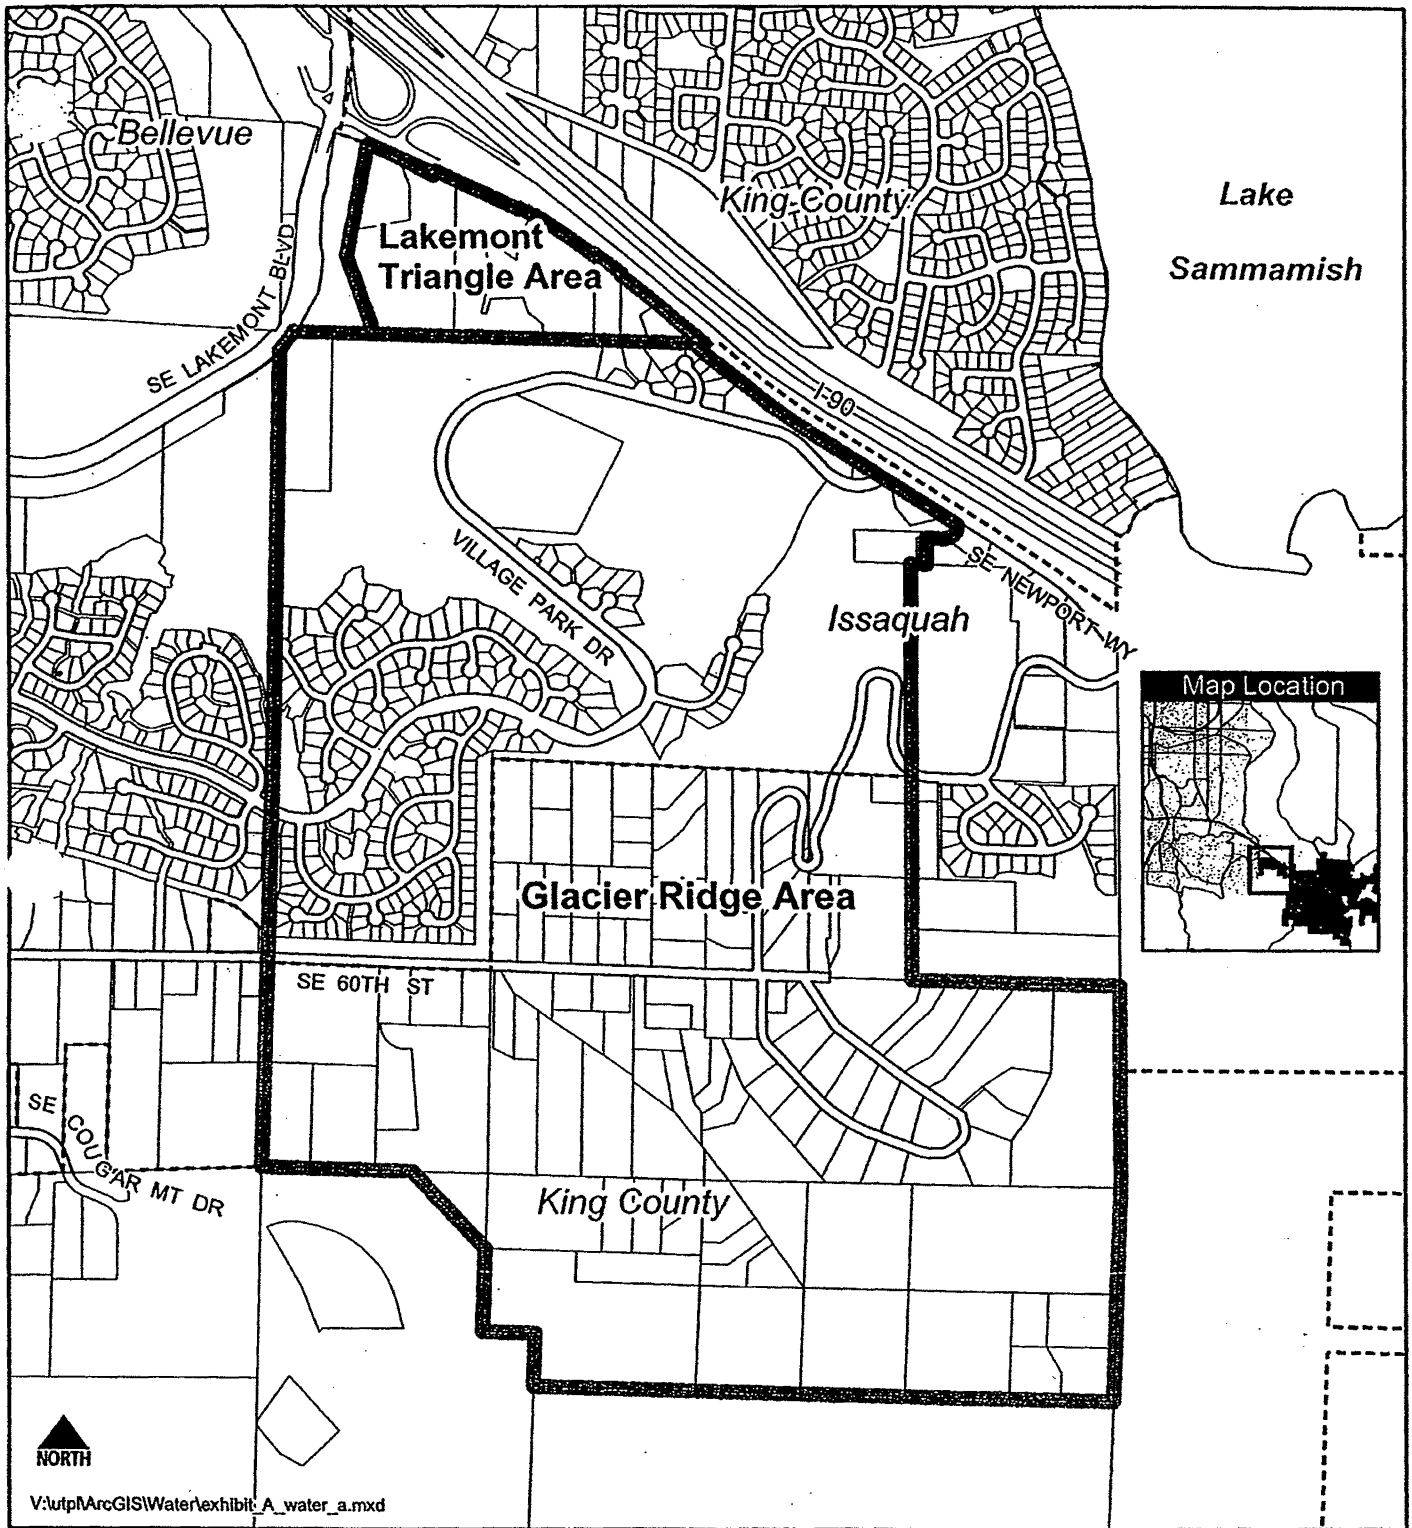 Bellevue
King County
Lake
Sammamish
Lakemont
Triangle Area
SE LAKEMONT BLVD
I-90
VILLAGE PARK DR
SE NEWPORT WY
Issaquah
Map Location
Glacier Ridge Area
SE 60TH ST
SE COUGAR MT DR
King County
NORTH
V:\utpl\ArcGIS\Water\exhibit_A_water_a.mxd